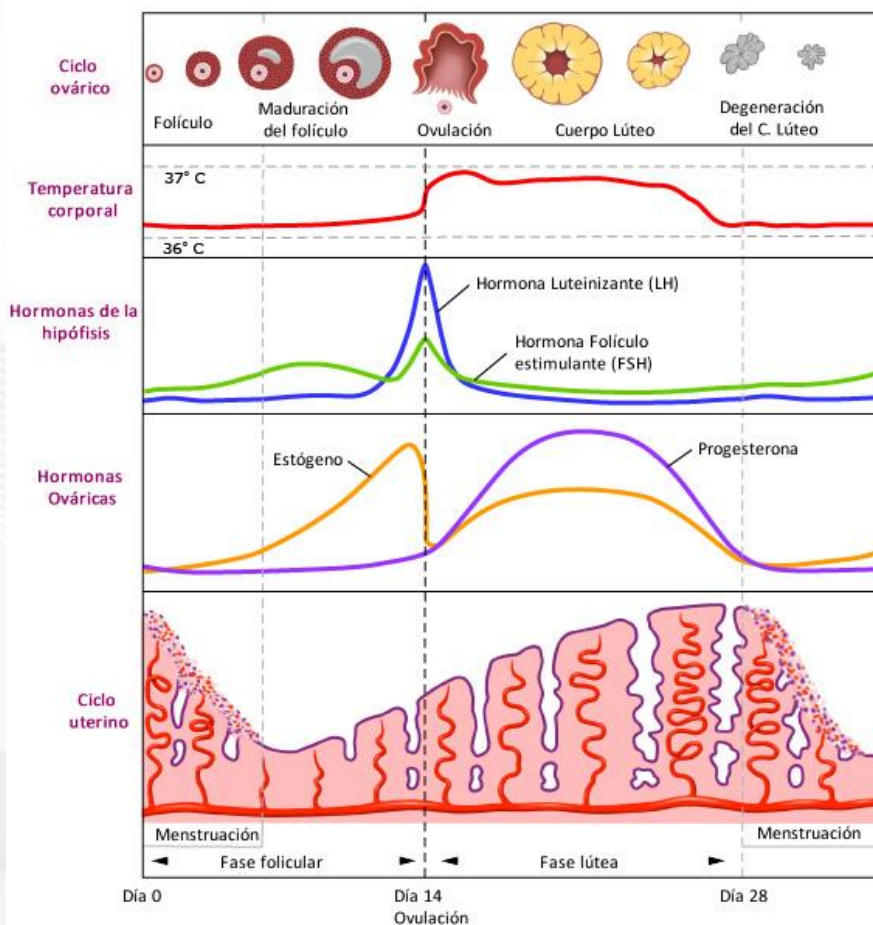 Ciclo
ovárico
Folículo
Maduración
del folículo
Ovulación
Cuerpo Lúteo
Degeneración
del C. Lúteo
Temperatura
corporal
37° C
36° C
Hormonas de la
hipófisis
Hormona Luteinizante (LH)
Hormona Folículo
estimulante (FSH)
Hormonas
Ováricas
Estógeno
Progesterona
Ciclo
uterino
Menstruación
Menstruación
Fase folicular
Fase lútea
Día 0
Día 14
Ovulación
Día 28